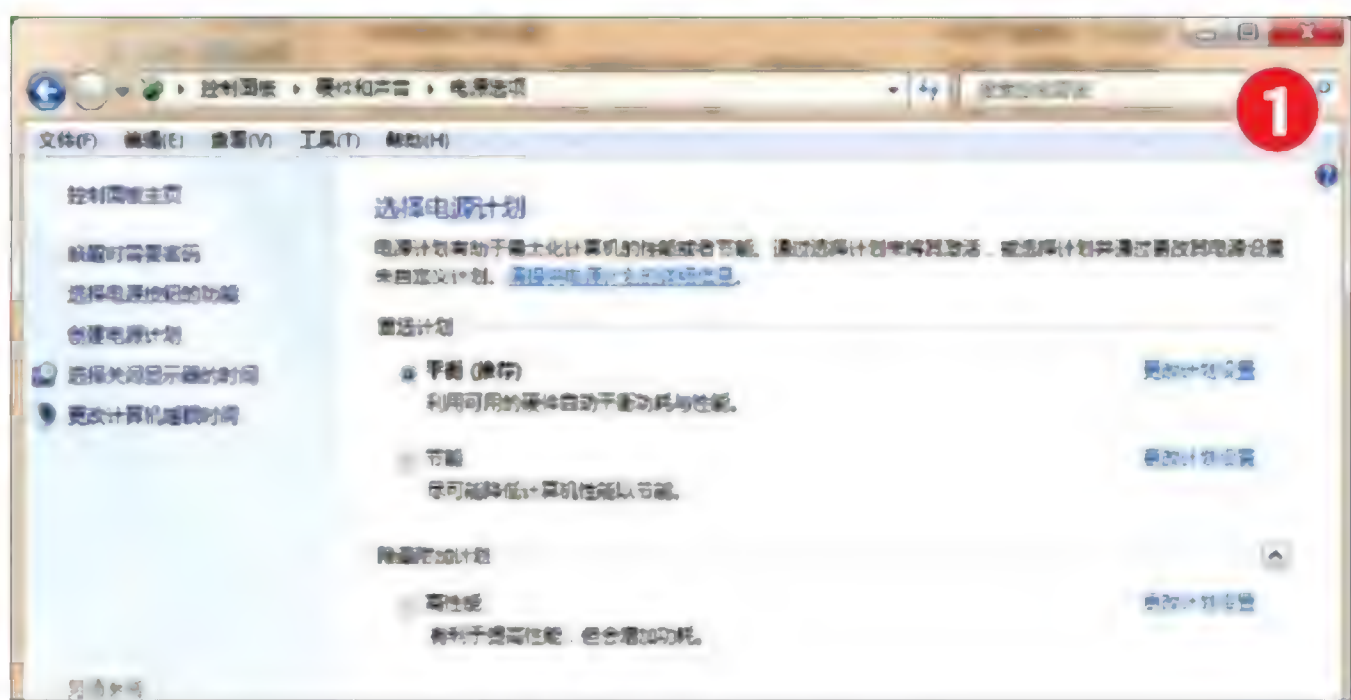 控制面板 硬件和声音 电源选项
1
文件(F) 编辑(E) 查看(V) 工具(T) 帮助(H)
控制面板主页
唤醒时需要密码
选择电源按钮的功能
创建电源计划
选择关闭显示器的时间
更改计算机睡眠时间
选择电源计划
电源计划有助于最大化计算机的性能或者节能。通过选择计划来将其激活，或选择计划并通过更改其电源设置
来自定义计划。
首选计划
平衡 (推荐)
更改计划设置
利用可用的硬件自动平衡功耗与性能。
节能
更改计划设置
尽可能降低计算机性能以节能。
隐藏附加计划
高性能
更改计划设置
有利于提高性能，但会增加功耗。